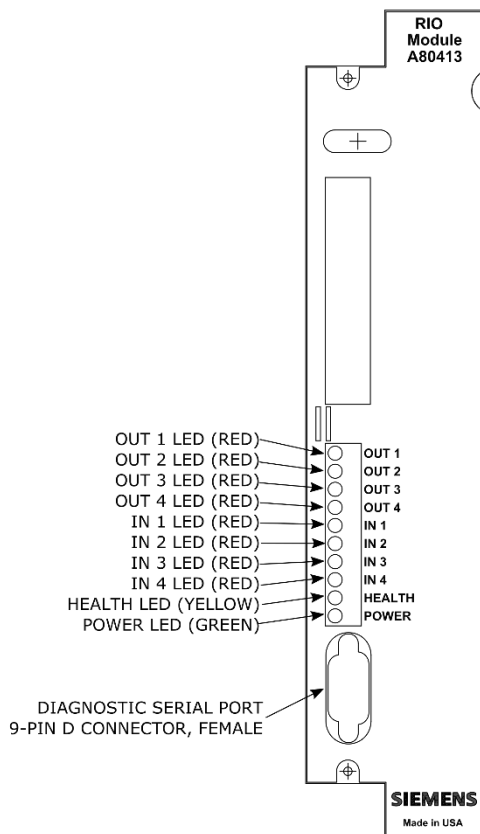 RIO
Module
A80413
OUT 1 LED (RED)
OUT 2 LED (RED)
OUT 3 LED (RED)
OUT 4 LED (RED)
IN 1 LED (RED)
IN 2 LED (RED)
IN 3 LED (RED)
IN 4 LED (RED)
HEALTH LED (YELLOW)
POWER LED (GREEN)
OUT 1
OUT 2
OUT 3
OUT 4
IN 1
IN 2
IN 3
IN 4
HEALTH
POWER
DIAGNOSTIC SERIAL PORT
9-PIN D CONNECTOR, FEMALE
SIEMENS
Made in USA